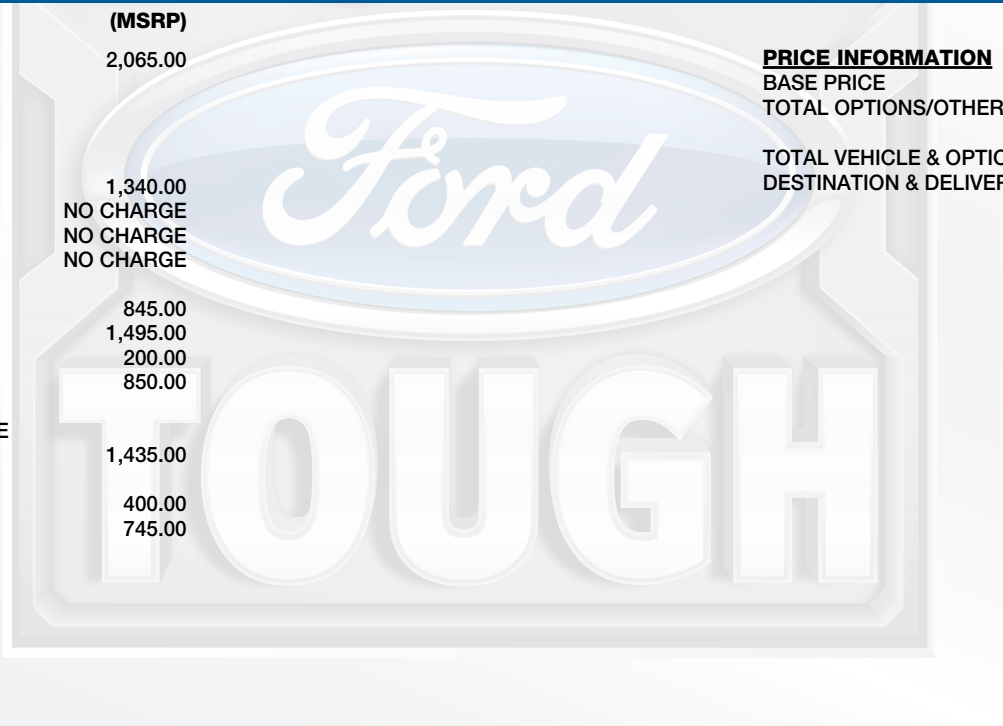 (MSRP)
2,065.00
1,340.00
NO CHARGE
NO CHARGE
NO CHARGE
845.00
1,495.00
200.00
850.00
E
1,435.00
400.00
745.00
PRICE INFORMATION
BASE PRICE
TOTAL OPTIONS/OTHER
TOTAL VEHICLE & OPTIO
DESTINATION & DELIVER
Ford
TOUGH